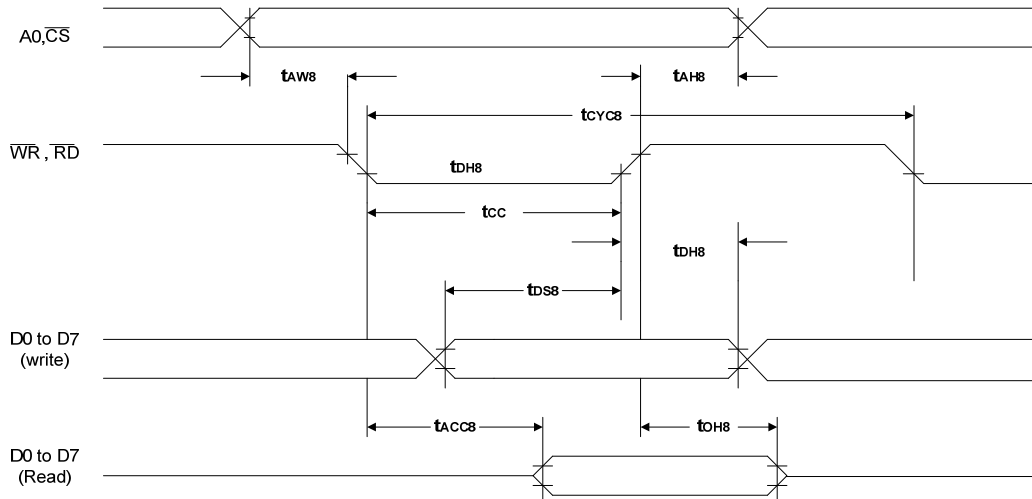 A0,CS
tAW8
tAH8
tCYC8
WR , RD
tDH8
tCC
tDH8
tDS8
D0 to D7
(write)
tACC8
tOH8
D0 to D7
(Read)